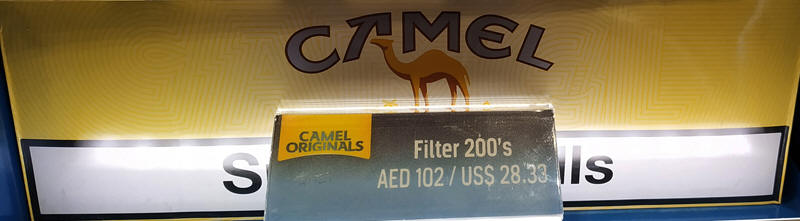 CAMEL
CAMEL
ORIGINALS
Filter 200's
AED 102 / US$ 28.33